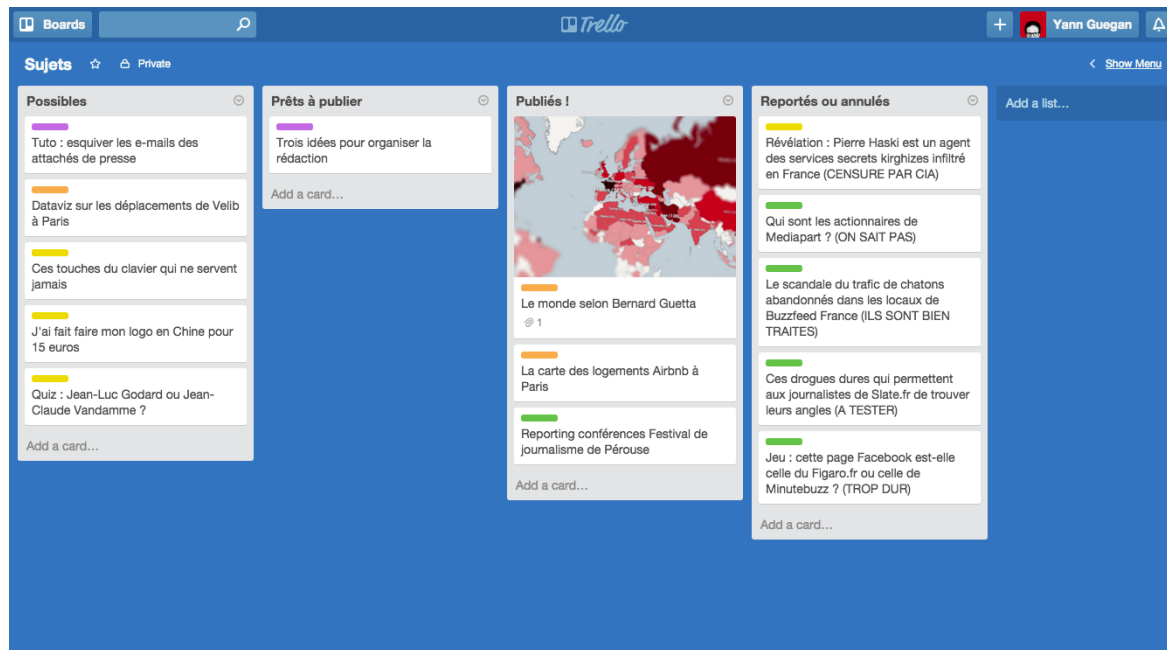 Boards
Trello
Yann Guegan
Sujets
Private
Show Menu
Possibles
Tuto : esquiver les e-mails des
attachés de presse
Dataviz sur les déplacements de Velib
à Paris
Ces touches du clavier qui ne servent
jamais
J'ai fait faire mon logo en Chine pour
15 euros
Quiz : Jean-Luc Godard ou Jean-
Claude Vandamme ?
Add a card...
Prêts à publier
Trois idées pour organiser la
rédaction
Add a card...
Publiés !
Le monde selon Bernard Guetta
1
La carte des logements Airbnb à
Paris
Reporting conférences Festival de
journalisme de Pérouse
Add a card...
Reportés ou annulés
Révélation : Pierre Haski est un agent
des services secrets kirghizes infiltré
en France (CENSURE PAR CIA)
Qui sont les actionnaires de
Mediapart ? (ON SAIT PAS)
Le scandale du trafic de chatons
abandonnés dans les locaux de
Buzzfeed France (ILS SONT BIEN
TRAITES)
Ces drogues dures qui permettent
aux journalistes de Slate.fr de trouver
leurs angles (A TESTER)
Jeu : cette page Facebook est-elle
celle du Figaro.fr ou celle de
Minutebuzz ? (TROP DUR)
Add a card...
Add a list...